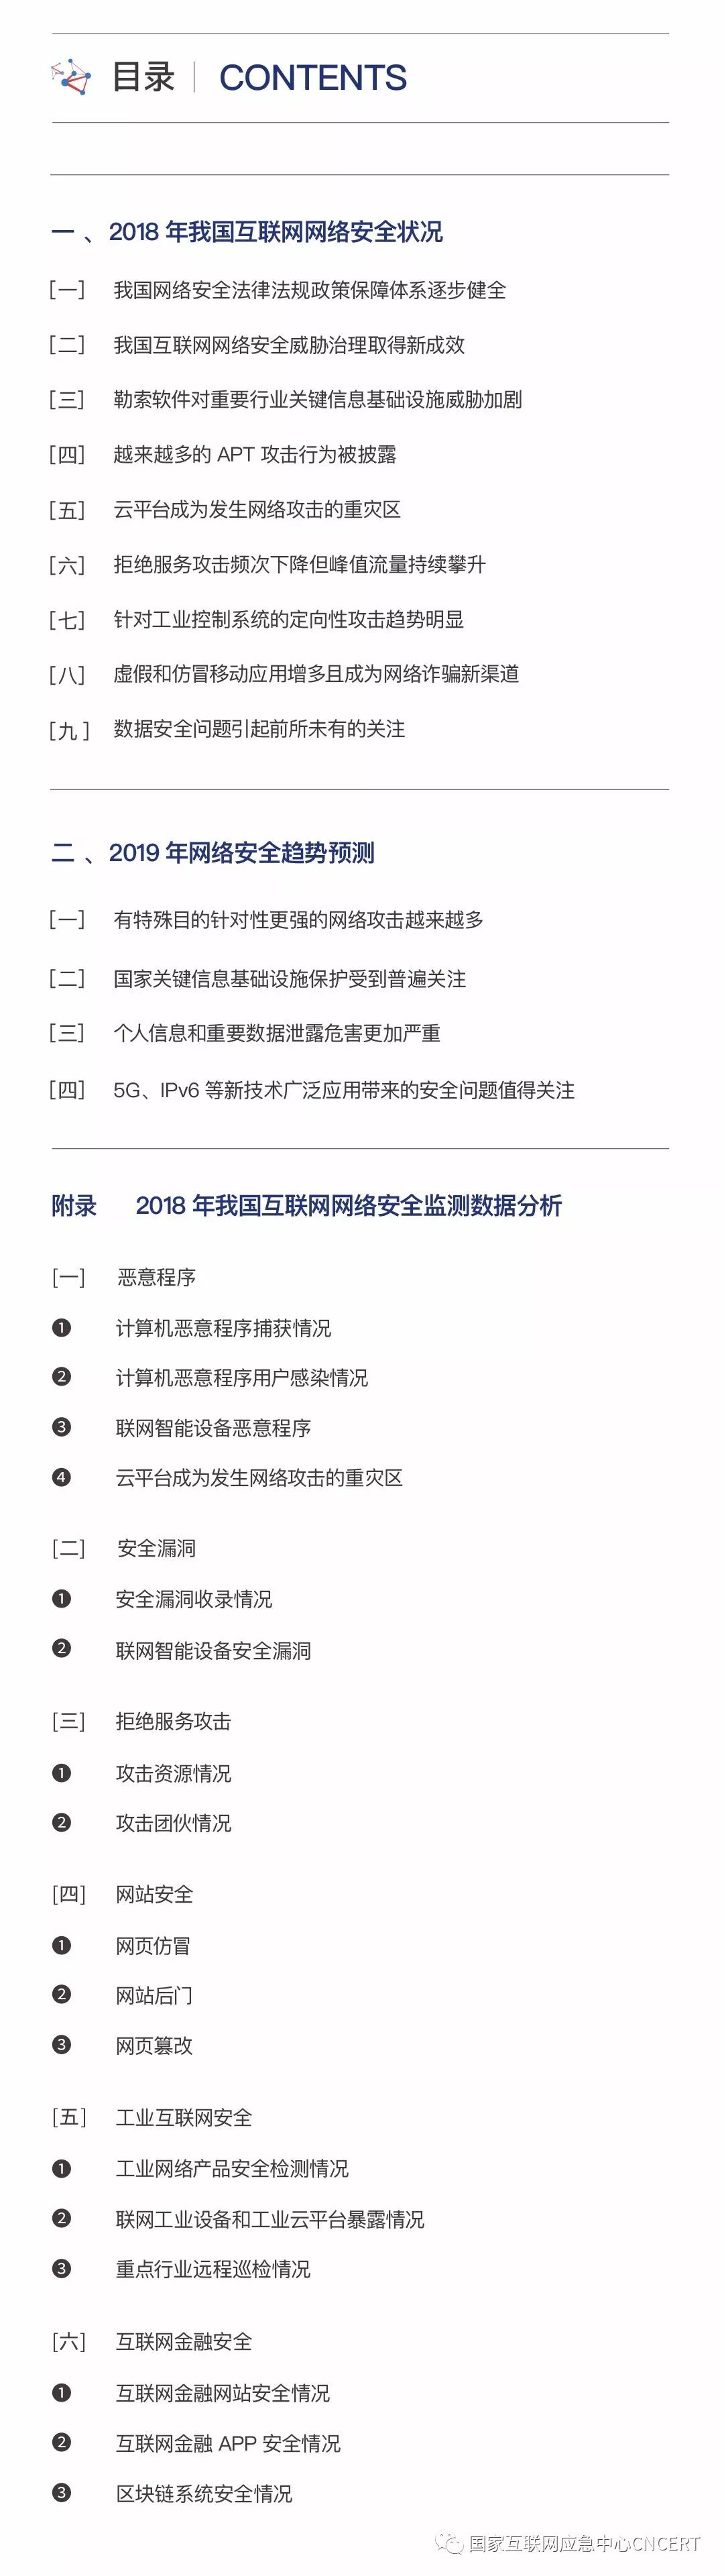 目录 CONTENTS
一 、2018 年我国互联网网络安全状况
[一] 我国网络安全法律法规政策保障体系逐步健全
[二] 我国互联网网络安全威胁治理取得新成效
[三] 勒索软件对重要行业关键信息基础设施威胁加剧
[四] 越来越多的 APT 攻击行为被披露
[五] 云平台成为发生网络攻击的重灾区
[六] 拒绝服务攻击频次下降但峰值流量持续攀升
[七] 针对工业控制系统的定向性攻击趋势明显
[八] 虚假和仿冒移动应用增多且成为网络诈骗新渠道
[九 ] 数据安全问题引起前所未有的关注
二 、2019 年网络安全趋势预测
[一] 有特殊目的针对性更强的网络攻击越来越多
[二] 国家关键信息基础设施保护受到普遍关注
[三] 个人信息和重要数据泄露危害更加严重
[四] 5G、IPv6 等新技术广泛应用带来的安全问题值得关注
附录 2018 年我国互联网网络安全监测数据分析
[一] 恶意程序
❶ 计算机恶意程序捕获情况
❷ 计算机恶意程序用户感染情况
❸ 联网智能设备恶意程序
❹ 云平台成为发生网络攻击的重灾区
[二] 安全漏洞
❶ 安全漏洞收录情况
❷ 联网智能设备安全漏洞
[三] 拒绝服务攻击
❶ 攻击资源情况
❷ 攻击团伙情况
[四] 网站安全
❶ 网页仿冒
❷ 网站后门
❸ 网页篡改
[五] 工业互联网安全
❶ 工业网络产品安全检测情况
❷ 联网工业设备和工业云平台暴露情况
❸ 重点行业远程巡检情况
[六] 互联网金融安全
❶ 互联网金融网站安全情况
❷ 互联网金融 APP 安全情况
❸ 区块链系统安全情况
国家互联网应急中心CNCERT